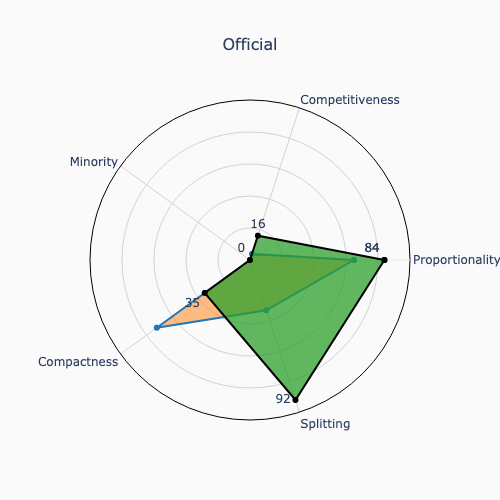 Official
Competitiveness
Minority
16
0
84
Proportionality
35
Compactness
92
Splitting